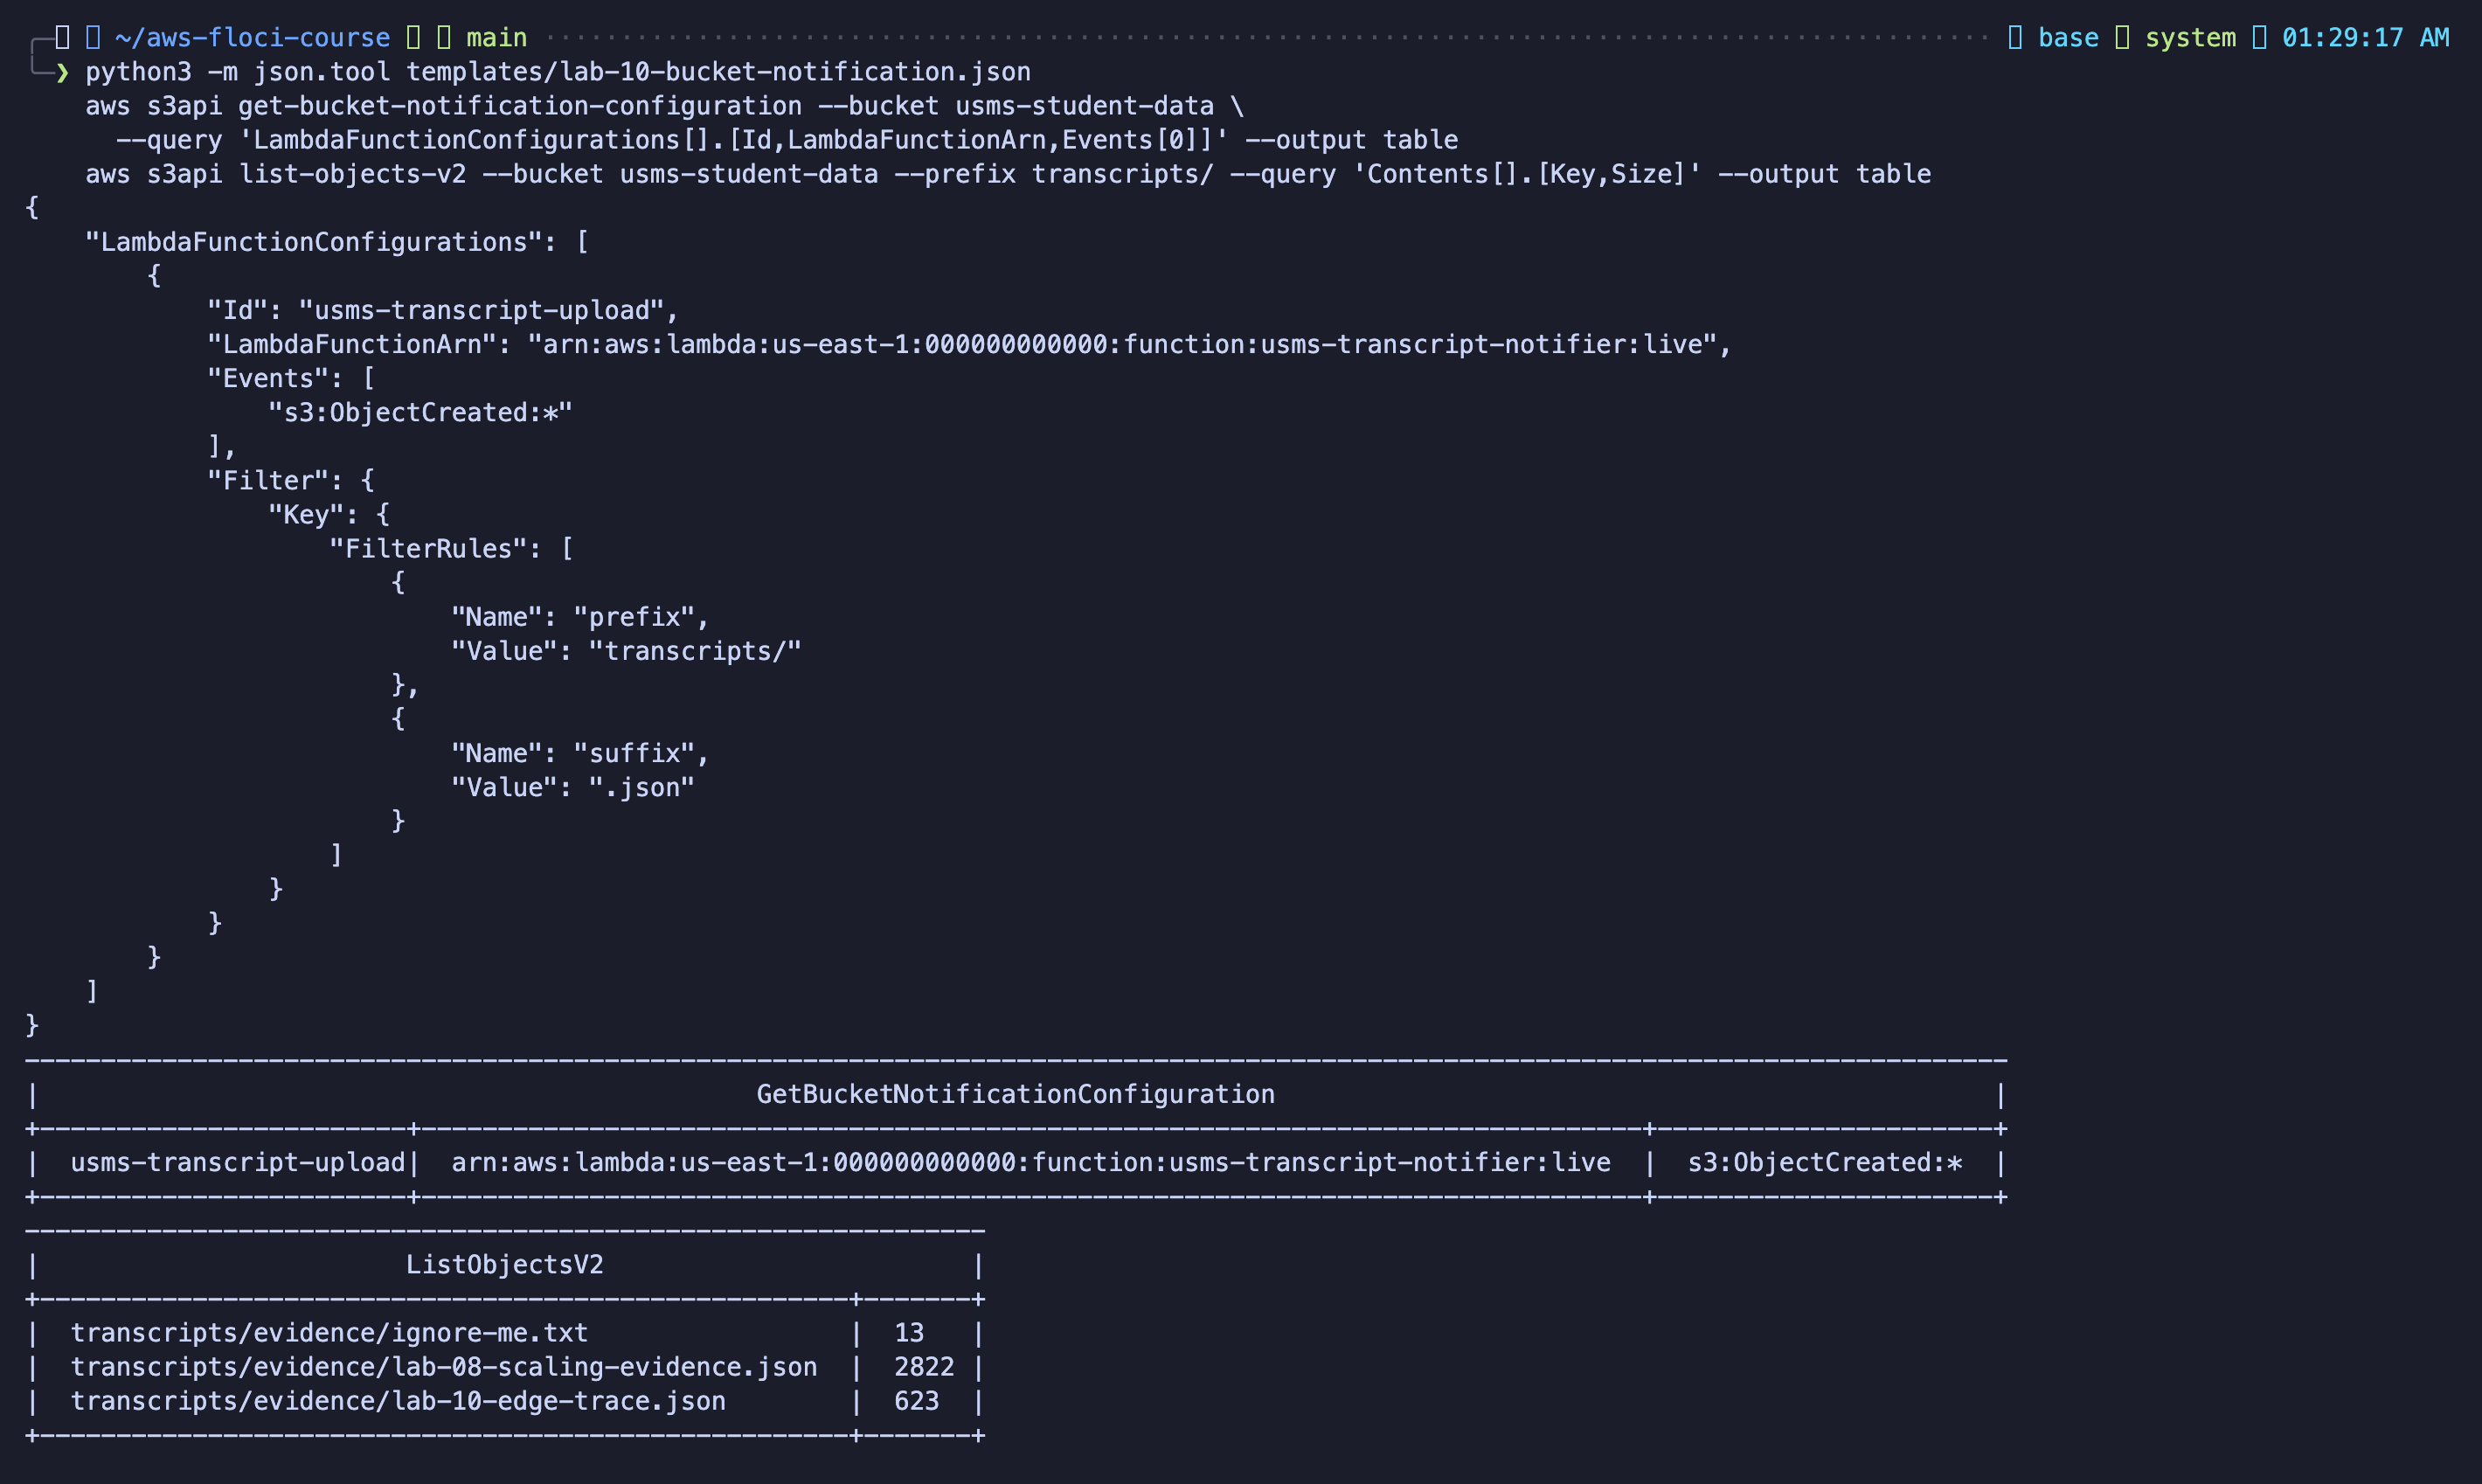 ~/aws-floci-course main base system 01:29:17 AM
❯ python3 -m json.tool templates/lab-10-bucket-notification.json
aws s3api get-bucket-notification-configuration --bucket usms-student-data \
--query 'LambdaFunctionConfigurations[].[Id,LambdaFunctionArn,Events[0]]' --output table
aws s3api list-objects-v2 --bucket usms-student-data --prefix transcripts/ --query 'Contents[].[Key,Size]' --output table
{
    "LambdaFunctionConfigurations": [
        {
            "Id": "usms-transcript-upload",
            "LambdaFunctionArn": "arn:aws:lambda:us-east-1:000000000000:function:usms-transcript-notifier:live",
            "Events": [
                "s3:ObjectCreated:*"
            ],
            "Filter": {
                "Key": {
                    "FilterRules": [
                        {
                            "Name": "prefix",
                            "Value": "transcripts/"
                        },
                        {
                            "Name": "suffix",
                            "Value": ".json"
                        }
                    ]
                }
            }
        }
    ]
}
| GetBucketNotificationConfiguration |
| usms-transcript-upload| arn:aws:lambda:us-east-1:000000000000:function:usms-transcript-notifier:live | s3:ObjectCreated:* |
| ListObjectsV2 |
| transcripts/evidence/ignore-me.txt | 13 |
| transcripts/evidence/lab-08-scaling-evidence.json | 2822 |
| transcripts/evidence/lab-10-edge-trace.json | 623 |